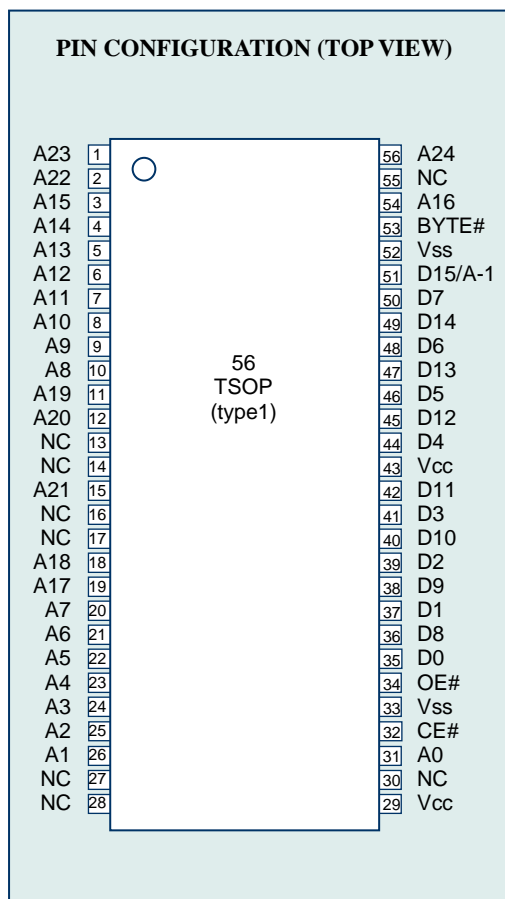 PIN CONFIGURATION (TOP VIEW)
A23 1 56 A24
A22 2 55 NC
A15 3 54 A16
A14 4 53 BYTE#
A13 5 52 Vss
A12 6 51 D15/A-1
A11 7 50 D7
A10 8 49 D14
A9 9 48 D6
A8 10 47 D13
A19 11 46 D5
A20 12 45 D12
NC 13 44 D4
NC 14 43 Vcc
A21 15 42 D11
NC 16 41 D3
NC 17 40 D10
A18 18 39 D2
A17 19 38 D9
A7 20 37 D1
A6 21 36 D8
A5 22 35 D0
A4 23 34 OE#
A3 24 33 Vss
A2 25 32 CE#
A1 26 31 A0
NC 27 30 NC
NC 28 29 Vcc
56
TSOP
(type1)